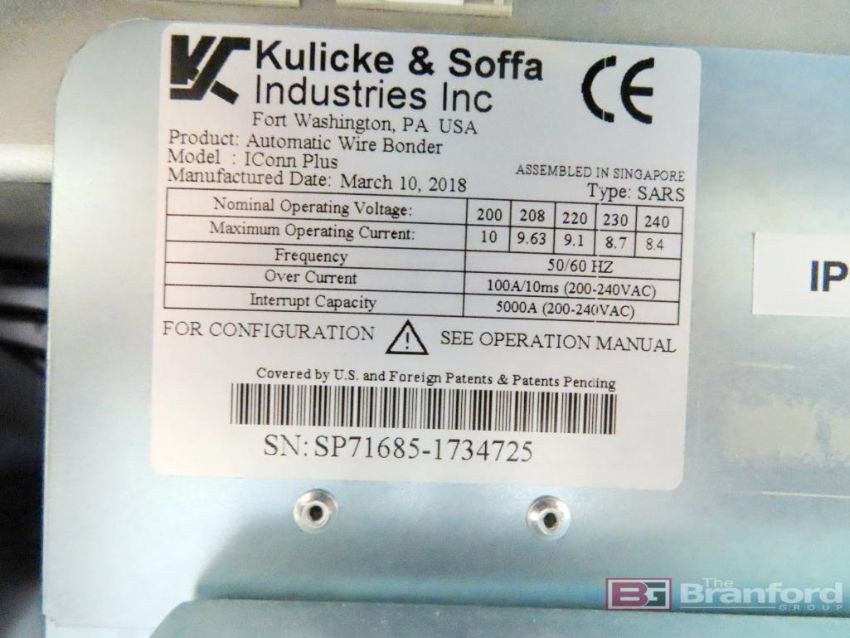 Kulicke & Soffa
Industries Inc
Fort Washington, PA USA
CE
Product: Automatic Wire Bonder
Model : IConn Plus
ASSEMBLED IN SINGAPORE
Manufactured Date: March 10, 2018
Type: SARS
Nominal Operating Voltage: 200 208 220 230 240
Maximum Operating Current: 10 9.63 9.1 8.7 8.4
Frequency 50/60 HZ
Over Current 100A/10ms (200-240VAC)
Interrupt Capacity 5000A (200-240VAC)
FOR CONFIGURATION ! SEE OPERATION MANUAL
Covered by U.S. and Foreign Patents & Patents Pending
SN: SP71685-1734725
IP
BG The Branford GROUP